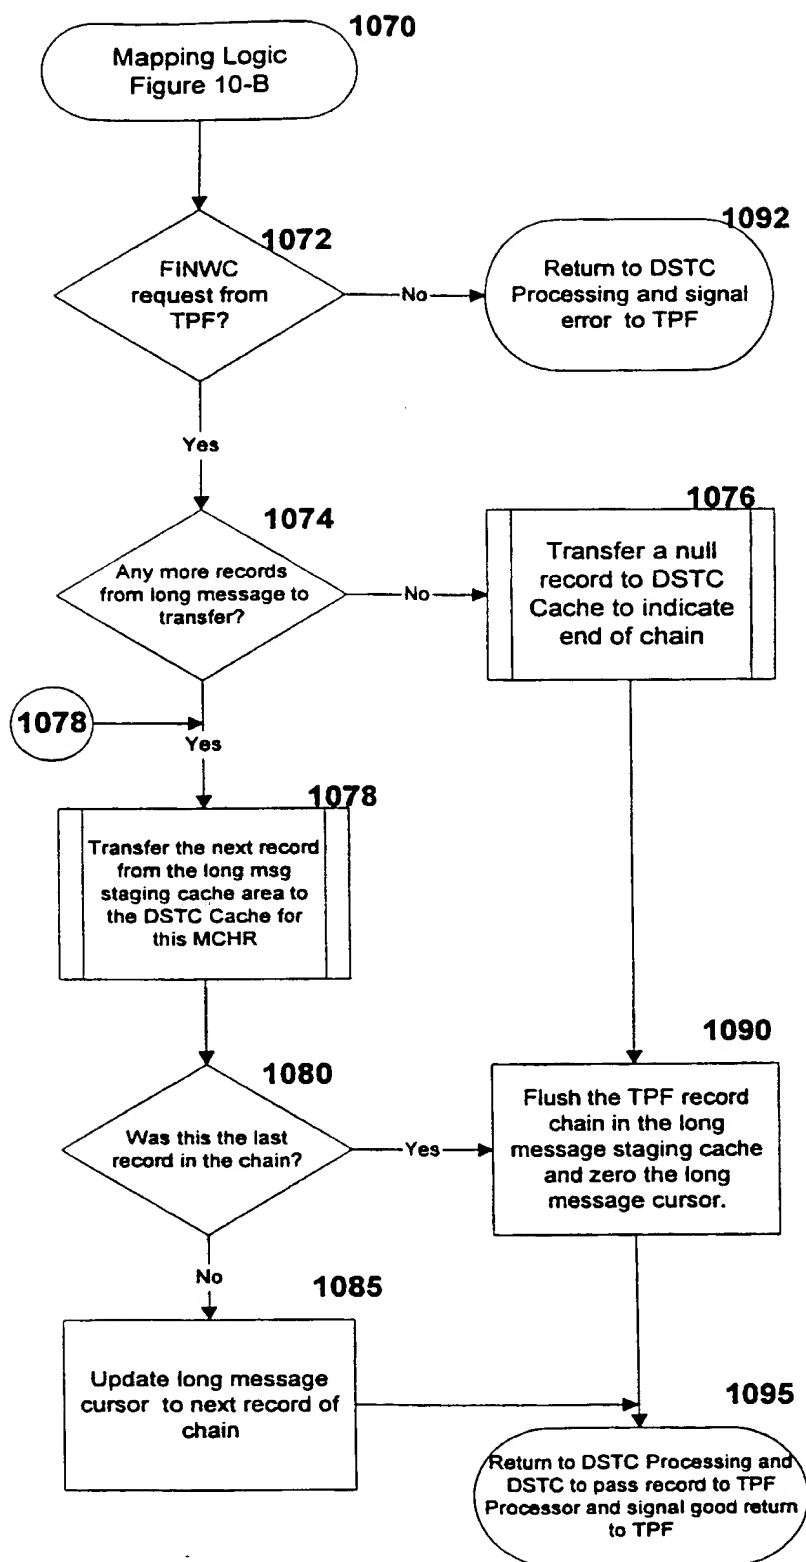 1070
Mapping Logic
Figure 10-B
1072
FINWC
request from
TPF?
No
1092
Return to DSTC
Processing and signal
error to TPF
Yes
1074
Any more records
from long message to
transfer?
No
1076
Transfer a null
record to DSTC
Cache to indicate
end of chain
1078
Yes
1078
Transfer the next record
from the long msg
staging cache area to
the DSTC Cache for
this MCHR
1080
Was this the last
record in the chain?
Yes
1090
Flush the TPF record
chain in the long
message staging cache
and zero the long
message cursor.
No
1085
Update long message
cursor to next record of
chain
1095
Return to DSTC Processing and
DSTC to pass record to TPF
Processor and signal good return
to TPF